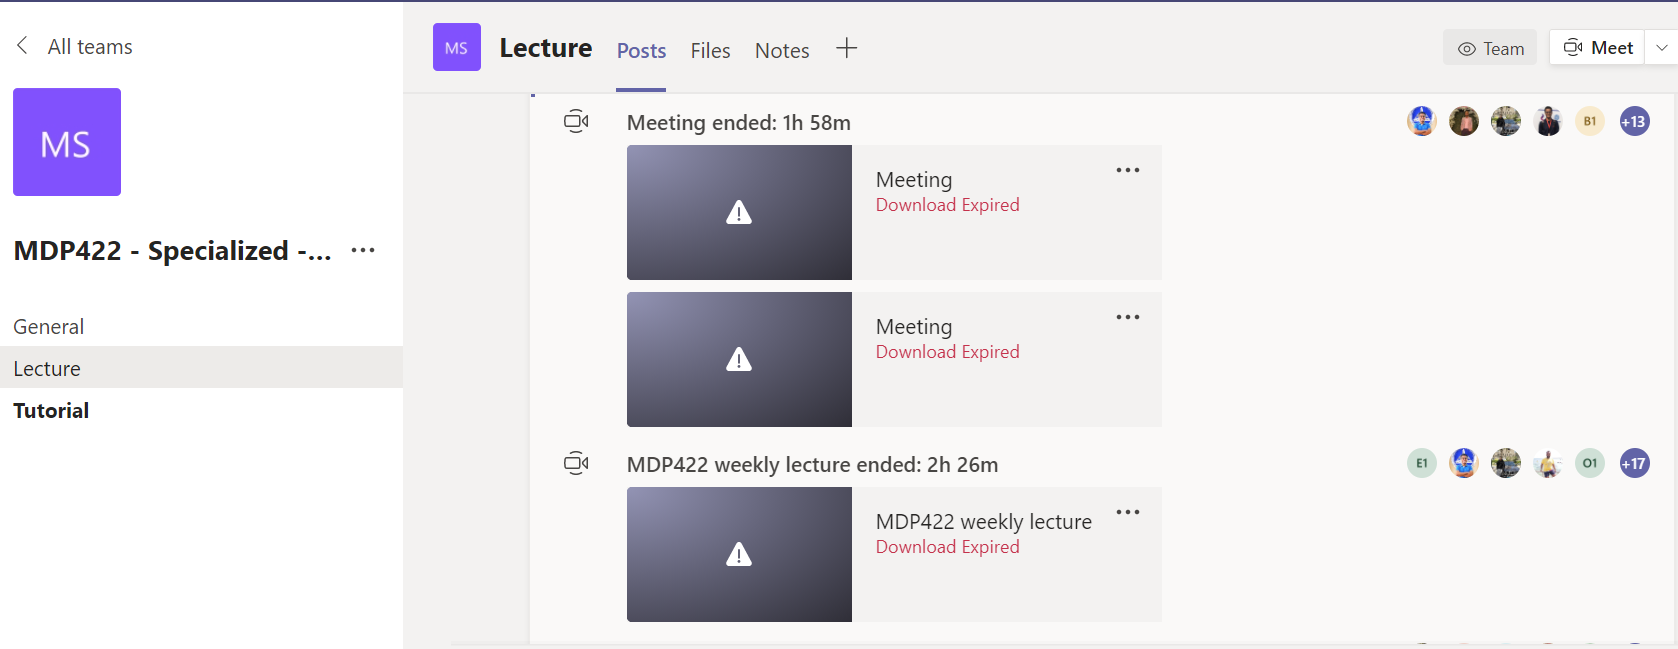 All teams
MS
MDP422 - Specialized -...
General
Lecture
Tutorial
MS Lecture Posts Files Notes Team Meet
Meeting ended: 1h 58m
B1 +13
Meeting
Download Expired
Meeting
Download Expired
MDP422 weekly lecture ended: 2h 26m
E1 O1 +17
MDP422 weekly lecture
Download Expired